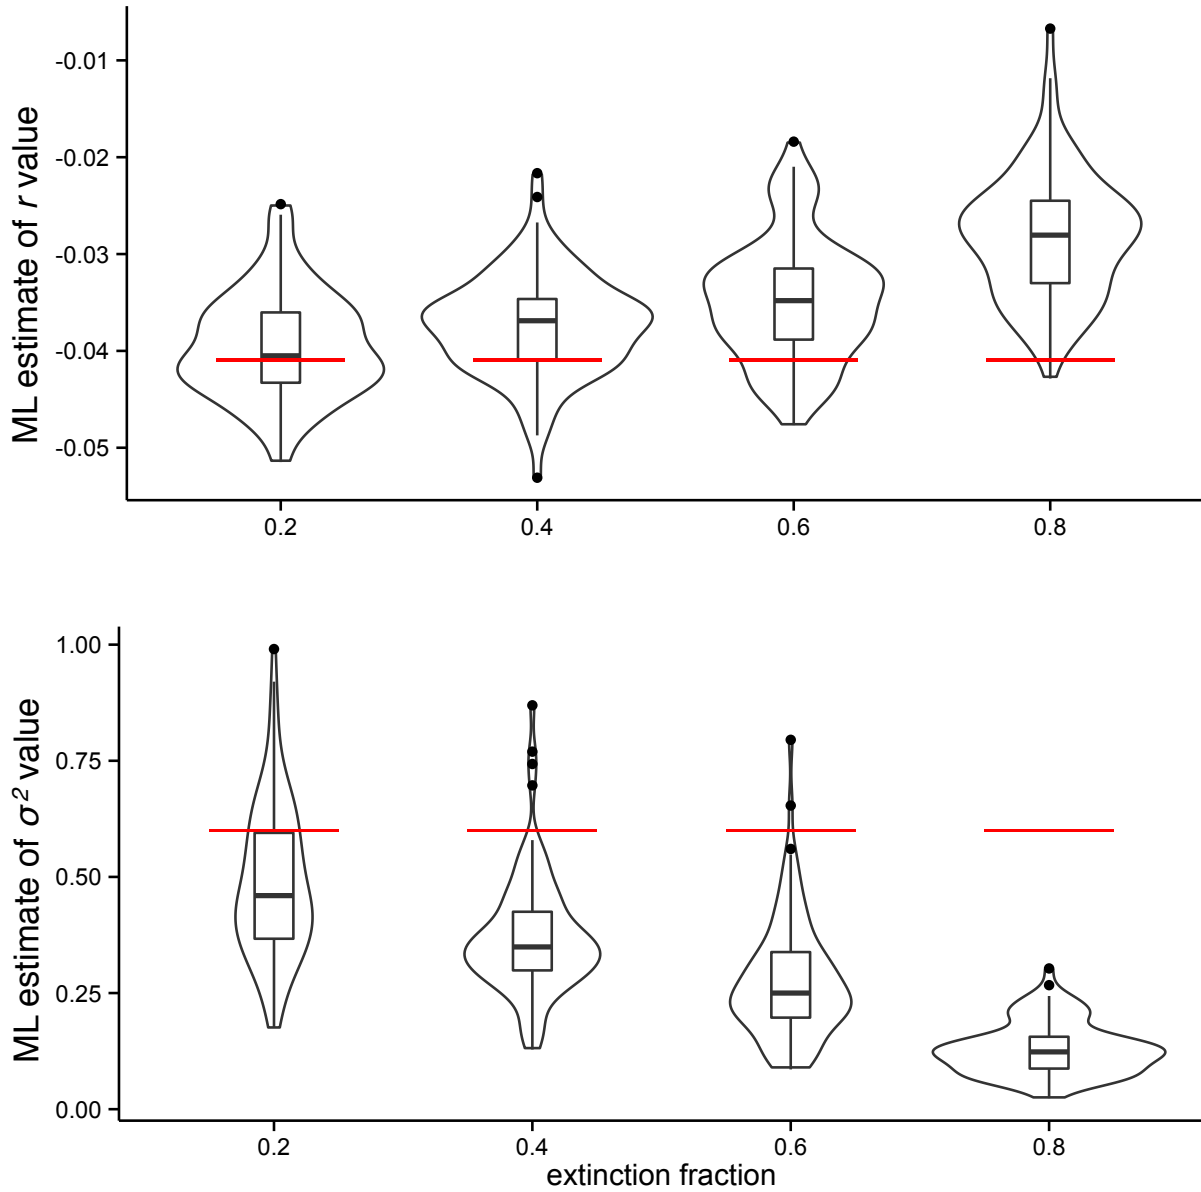 ML estimate of r value
-0.01
-0.02
-0.03
-0.04
-0.05
0.2 0.4 0.6 0.8
ML estimate of σ² value
1.00
0.75
0.50
0.25
0.00
0.2 0.4 0.6 0.8
extinction fraction